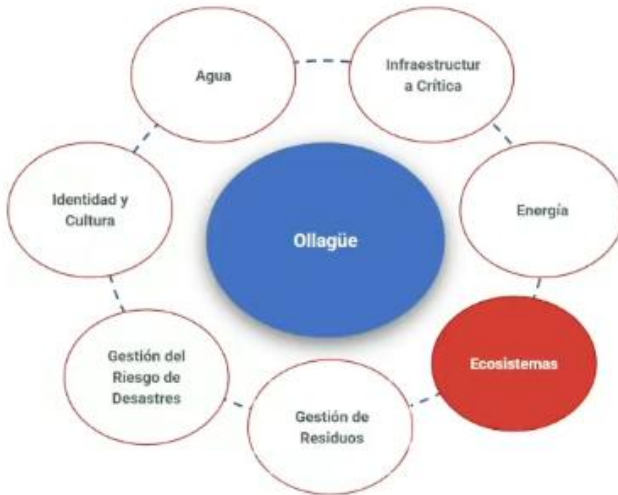 Agua
Infraestructur
a Crítica
Identidad y
Cultura
Energía
Ollagüe
Ecosistemas
Gestión del
Riesgo de
Desastres
Gestión de
Residuos